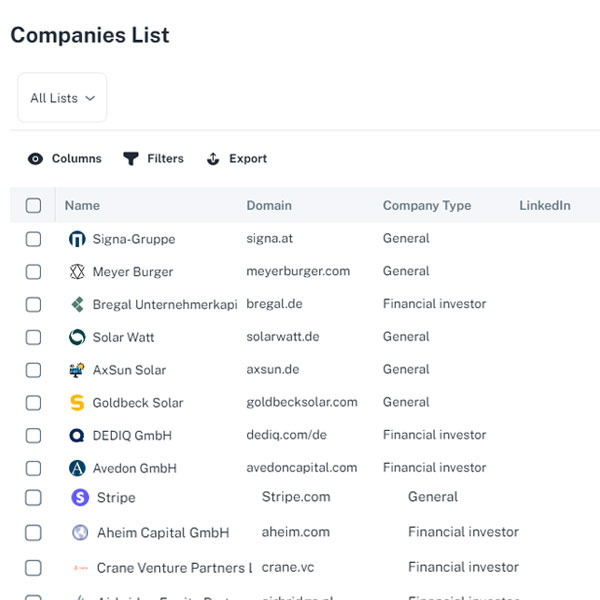 Companies List
All Lists
Columns Filters Export
Name Domain Company Type LinkedIn
Signa-Gruppe signa.at General
Meyer Burger meyerburger.com General
Bregal Unternehmerkapi bregal.de Financial investor
Solar Watt solarwatt.de General
AxSun Solar axsun.de General
Goldbeck Solar goldbecksolar.com General
DEDIQ GmbH dediq.com/de Financial investor
Avedon GmbH avedoncapital.com Financial investor
Stripe Stripe.com General
Aheim Capital GmbH aheim.com Financial investor
Crane Venture Partners L crane.vc Financial investor